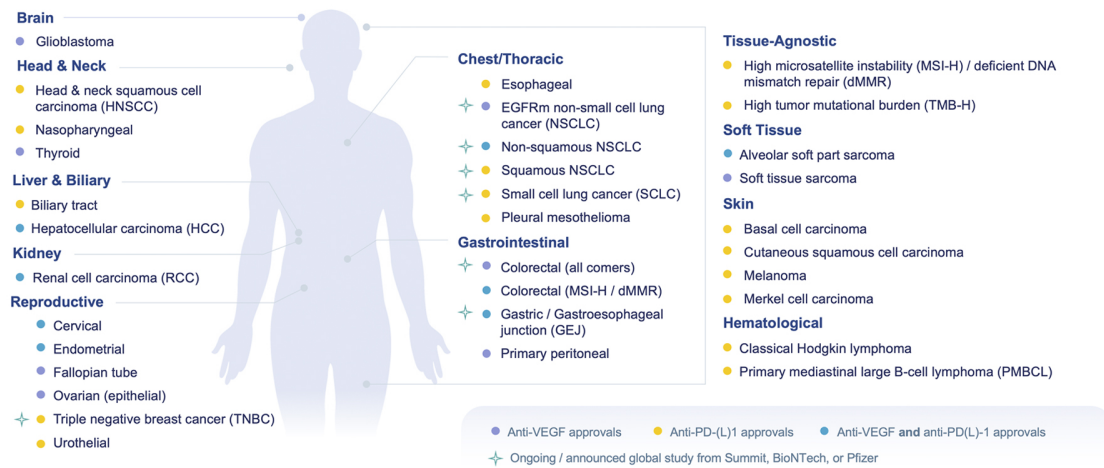 Brain
Glioblastoma
Head & Neck
Head & neck squamous cell
carcinoma (HNSCC)
Nasopharyngeal
Thyroid
Liver & Biliary
Biliary tract
Hepatocellular carcinoma (HCC)
Kidney
Renal cell carcinoma (RCC)
Reproductive
Cervical
Endometrial
Fallopian tube
Ovarian (epithelial)
Triple negative breast cancer (TNBC)
Urothelial
Chest/Thoracic
Esophageal
EGFRm non-small cell lung
cancer (NSCLC)
Non-squamous NSCLC
Squamous NSCLC
Small cell lung cancer (SCLC)
Pleural mesothelioma
Gastrointestinal
Colorectal (all comers)
Colorectal (MSI-H / dMMR)
Gastric / Gastroesophageal
junction (GEJ)
Primary peritoneal
Tissue-Agnostic
High microsatellite instability (MSI-H) / deficient DNA
mismatch repair (dMMR)
High tumor mutational burden (TMB-H)
Soft Tissue
Alveolar soft part sarcoma
Soft tissue sarcoma
Skin
Basal cell carcinoma
Cutaneous squamous cell carcinoma
Melanoma
Merkel cell carcinoma
Hematological
Classical Hodgkin lymphoma
Primary mediastinal large B-cell lymphoma (PMBCL)
Anti-VEGF approvals
Anti-PD-(L)1 approvals
Anti-VEGF and anti-PD(L)-1 approvals
Ongoing / announced global study from Summit, BioNTech, or Pfizer